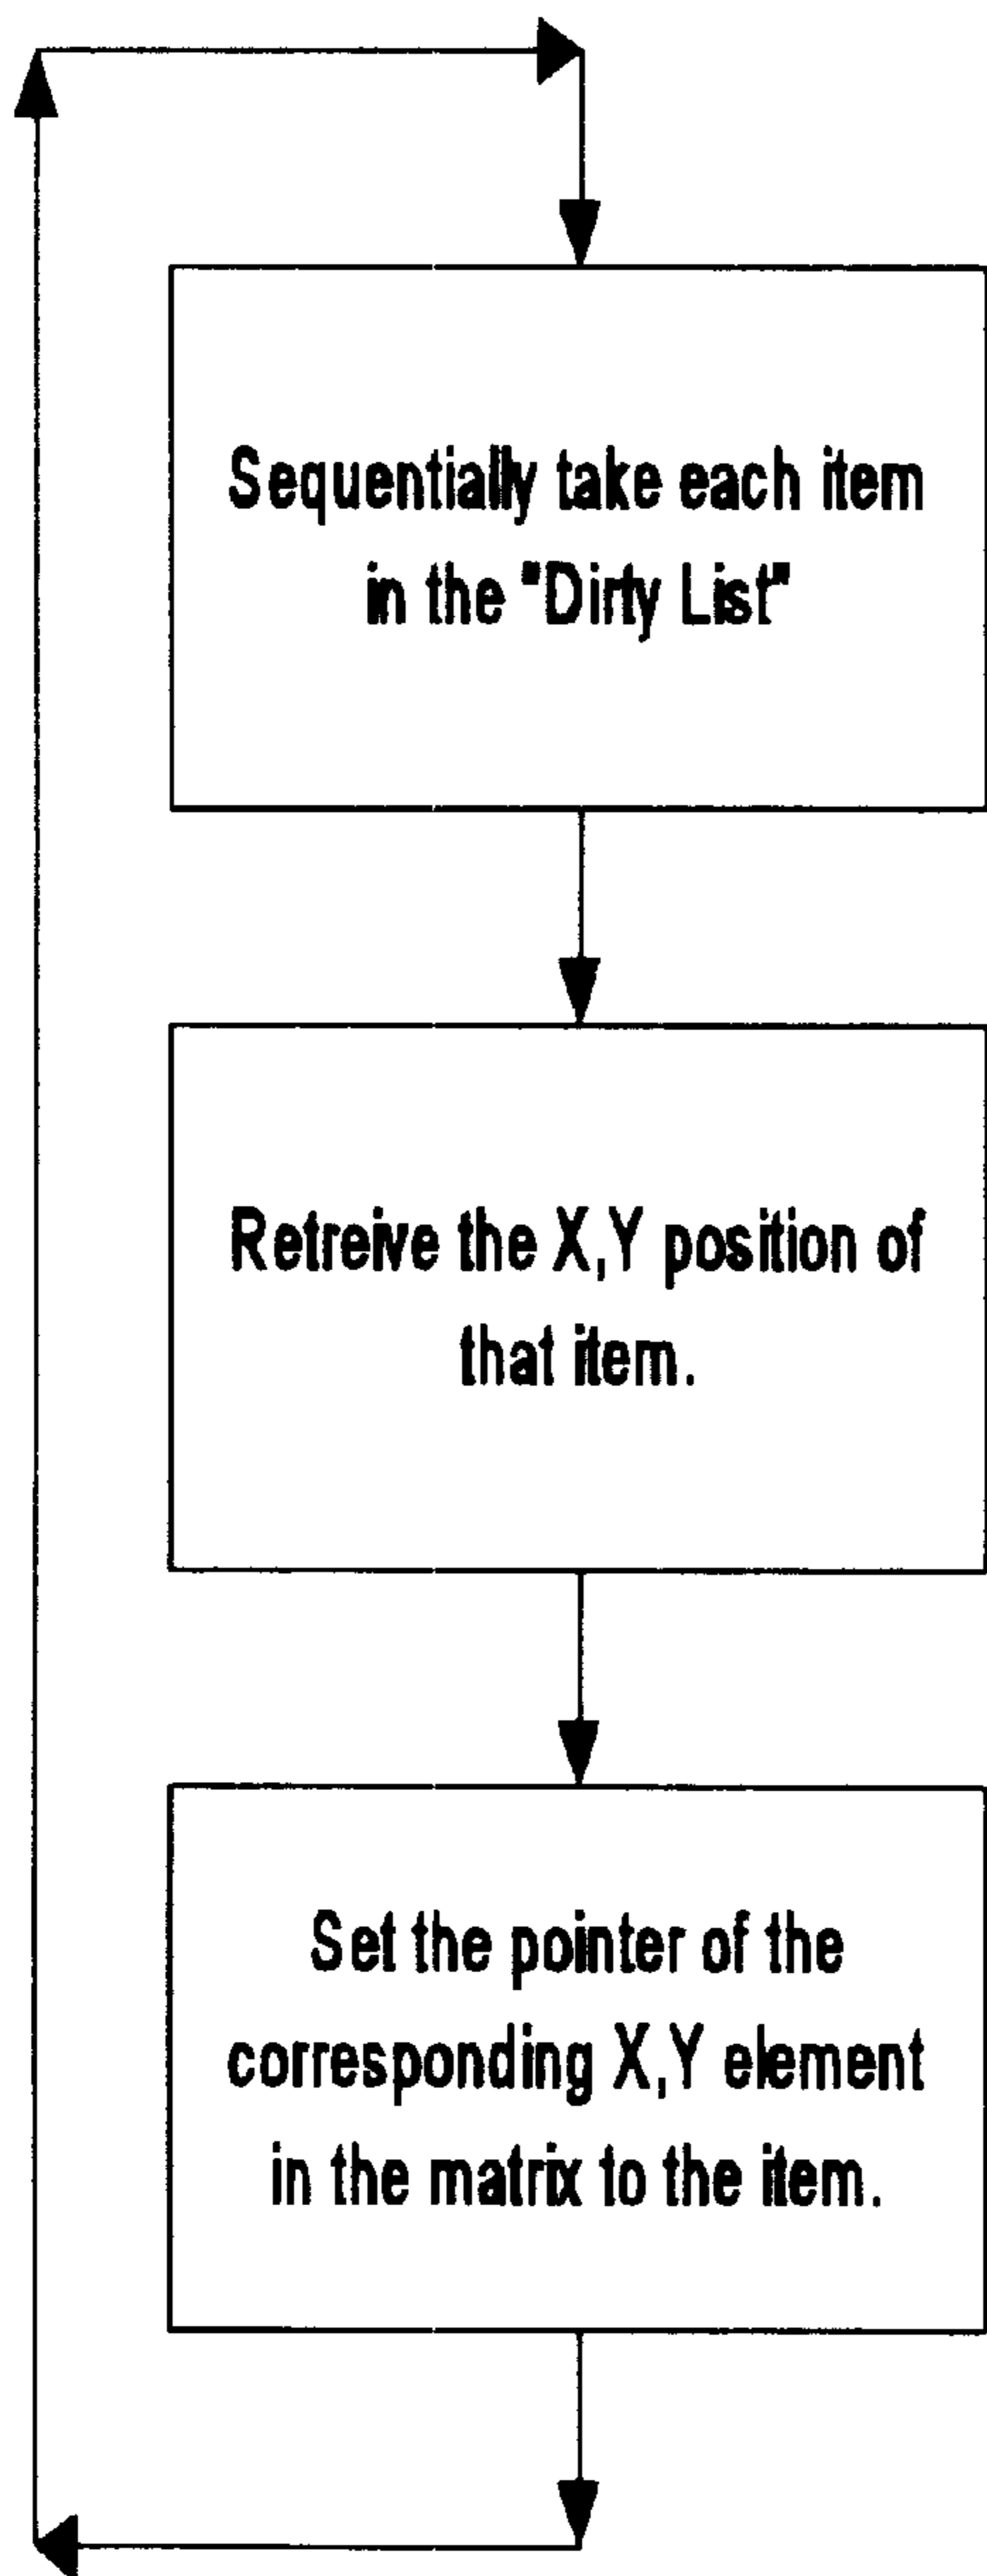 Sequentially take each item
in the "Dirty List"
Retreive the X,Y position of
that item.
Set the pointer of the
corresponding X,Y element
in the matrix to the item.